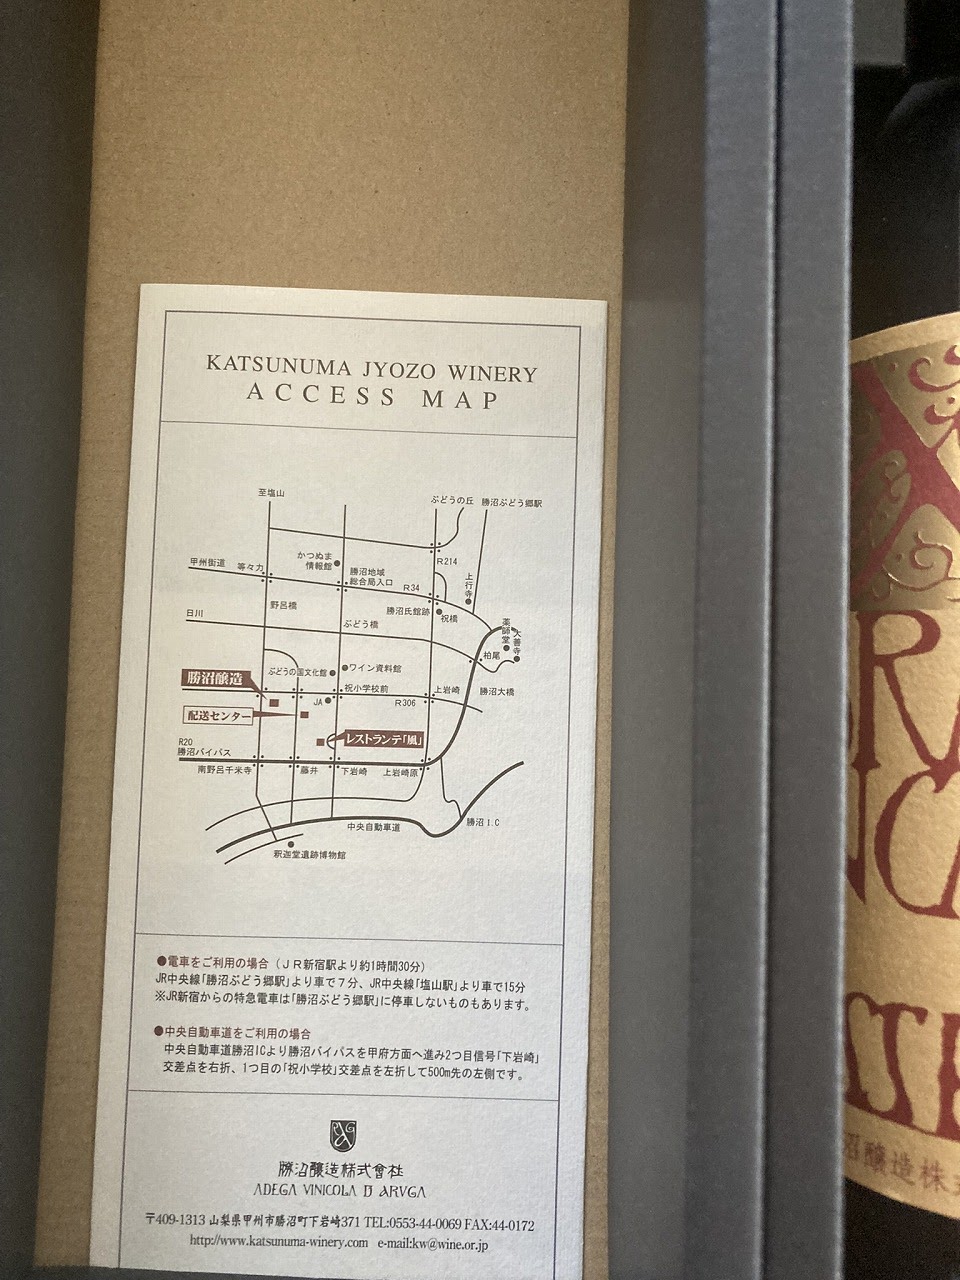 KATSUNUMA JYOZO WINERY
ACCESS MAP
至塩山
ぶどうの丘
勝沼ぶどう郷駅
甲州街道
等々力
かつぬま
情報館
勝沼地域
総合局入口
R214
R34
上行寺
日川
野呂橋
ぶどう橋
勝沼氏館跡
祝橋
薬師堂
大善寺
柏尾
ぶどうの国文化館
ワイン資料館
勝沼醸造
祝小学校前
上岩崎
勝沼大橋
JA
R306
配送センター
レストランテ「風」
R20
勝沼バイパス
南野呂千米寺
藤井
下岩崎
上岩崎原
中央自動車道
勝沼I.C
釈迦堂遺跡博物館
●電車をご利用の場合（JR新宿駅より約1時間30分）
JR中央線「勝沼ぶどう郷駅」より車で7分、JR中央線「塩山駅」より車で15分
※JR新宿からの特急電車は「勝沼ぶどう郷駅」に停車しないものもあります。
●中央自動車道をご利用の場合
中央自動車道勝沼ICより勝沼バイパスを甲府方面へ進み2つ目信号「下岩崎」
交差点を右折、1つ目の「祝小学校」交差点を左折して500m先の左側です。
勝沼醸造株式會社
ADEGA VINICOLA D ARVGA
〒409-1313 山梨県甲州市勝沼町下岩崎371 TEL:0553-44-0069 FAX:44-0172
http://www.katsunuma-winery.com e-mail:kw@wine.or.jp
沼醸造株